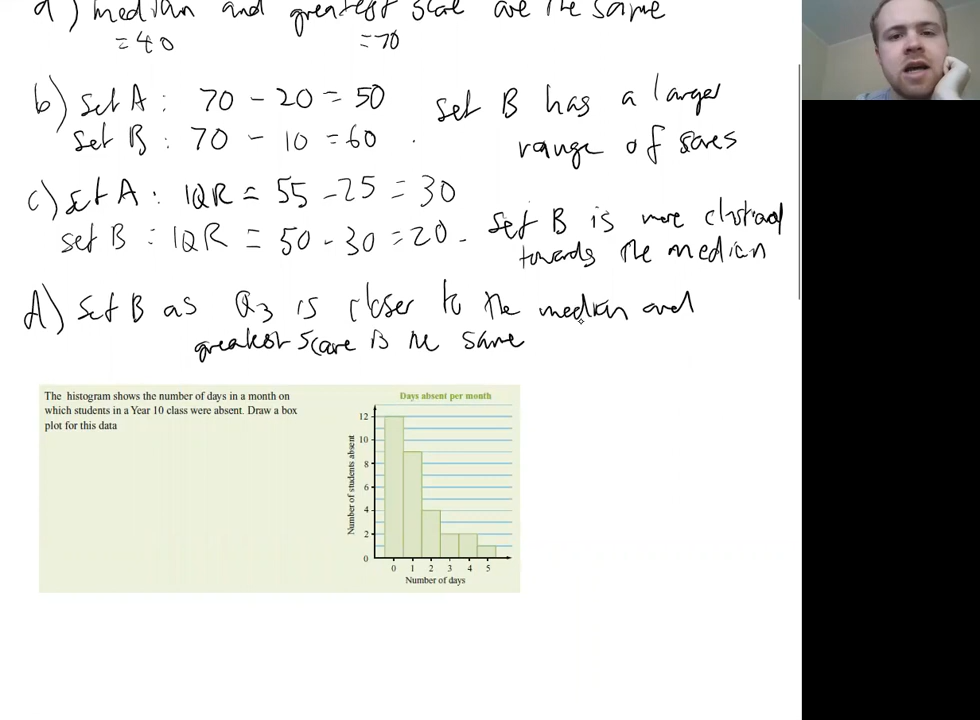 a) median and greatest score are the same
=40 =70
b) Set A: 70 - 20 = 50
Set B: 70 - 10 = 60.
Set B has a larger
range of scores
c) Set A: IQR = 55 - 25 = 30
Set B: IQR = 50 - 30 = 20.
Set B is more clustered
towards the median
d) Set B as Q3 is closer to the median and
greatest score is the same
The histogram shows the number of days in a month on
which students in a Year 10 class were absent. Draw a box
plot for this data
Days absent per month
Number of students absent
12
10
8
6
4
2
0
0 1 2 3 4 5
Number of days